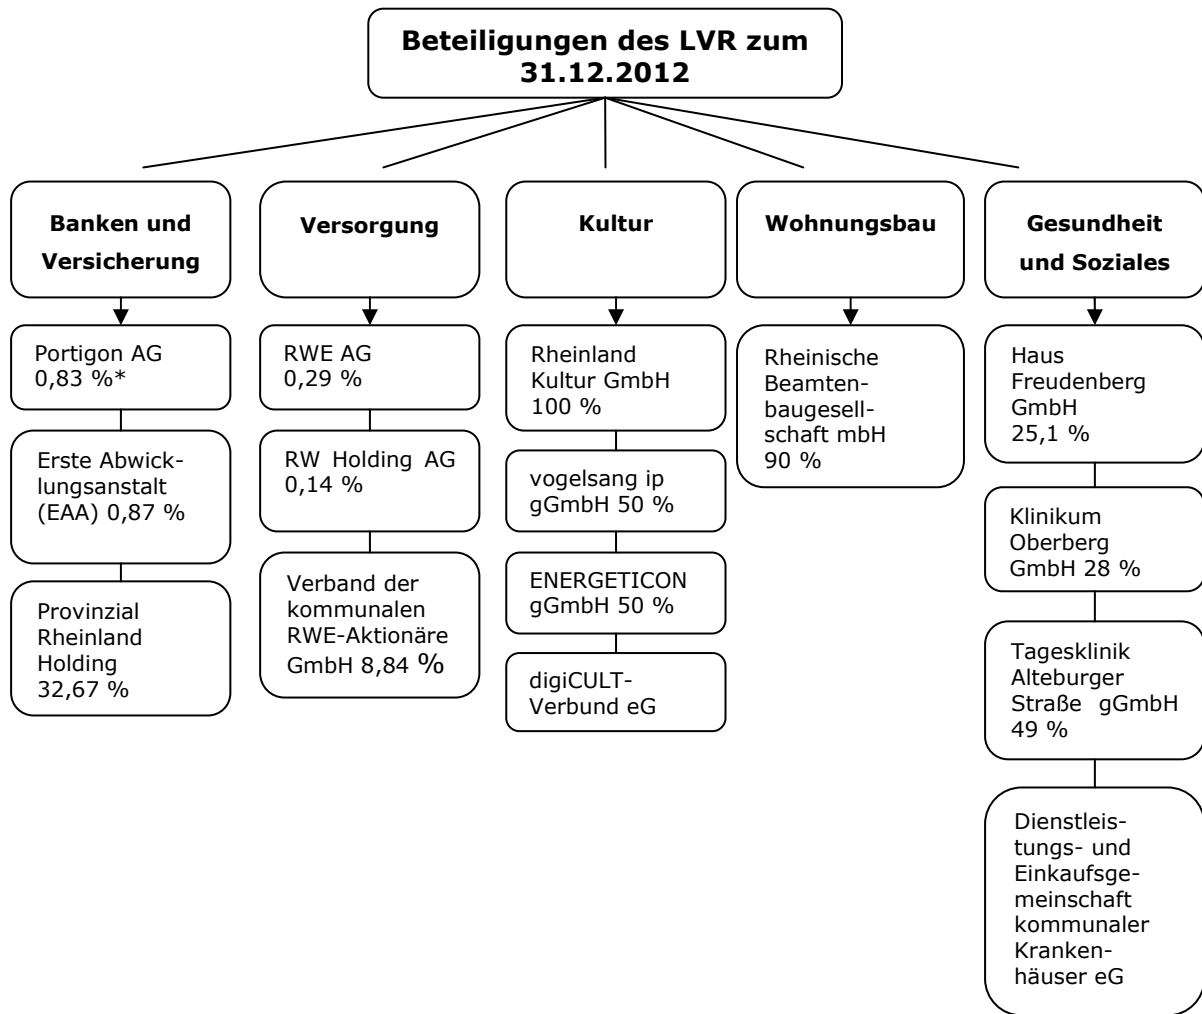 Beteiligungen des LVR zum
31.12.2012
Banken und
Versicherung
Portigon AG
0,83 %*
Erste Abwick-
lungsanstalt
(EAA) 0,87 %
Provinzial
Rheinland
Holding
32,67 %
Versorgung
RWE AG
0,29 %
RW Holding AG
0,14 %
Verband der
kommunalen
RWE-Aktionäre
GmbH 8,84 %
Kultur
Rheinland
Kultur GmbH
100 %
vogelsang ip
gGmbH 50 %
ENERGETICON
gGmbH 50 %
digiCULT-
Verbund eG
Wohnungsbau
Rheinische
Beamten-
baugesell-
schaft mbH
90 %
Gesundheit
und Soziales
Haus
Freudenberg
GmbH
25,1 %
Klinikum
Oberberg
GmbH 28 %
Tagesklinik
Alteburger
Straße gGmbH
49 %
Dienstleis-
tungs- und
Einkaufsge-
meinschaft
kommunaler
Kranken-
häuser eG